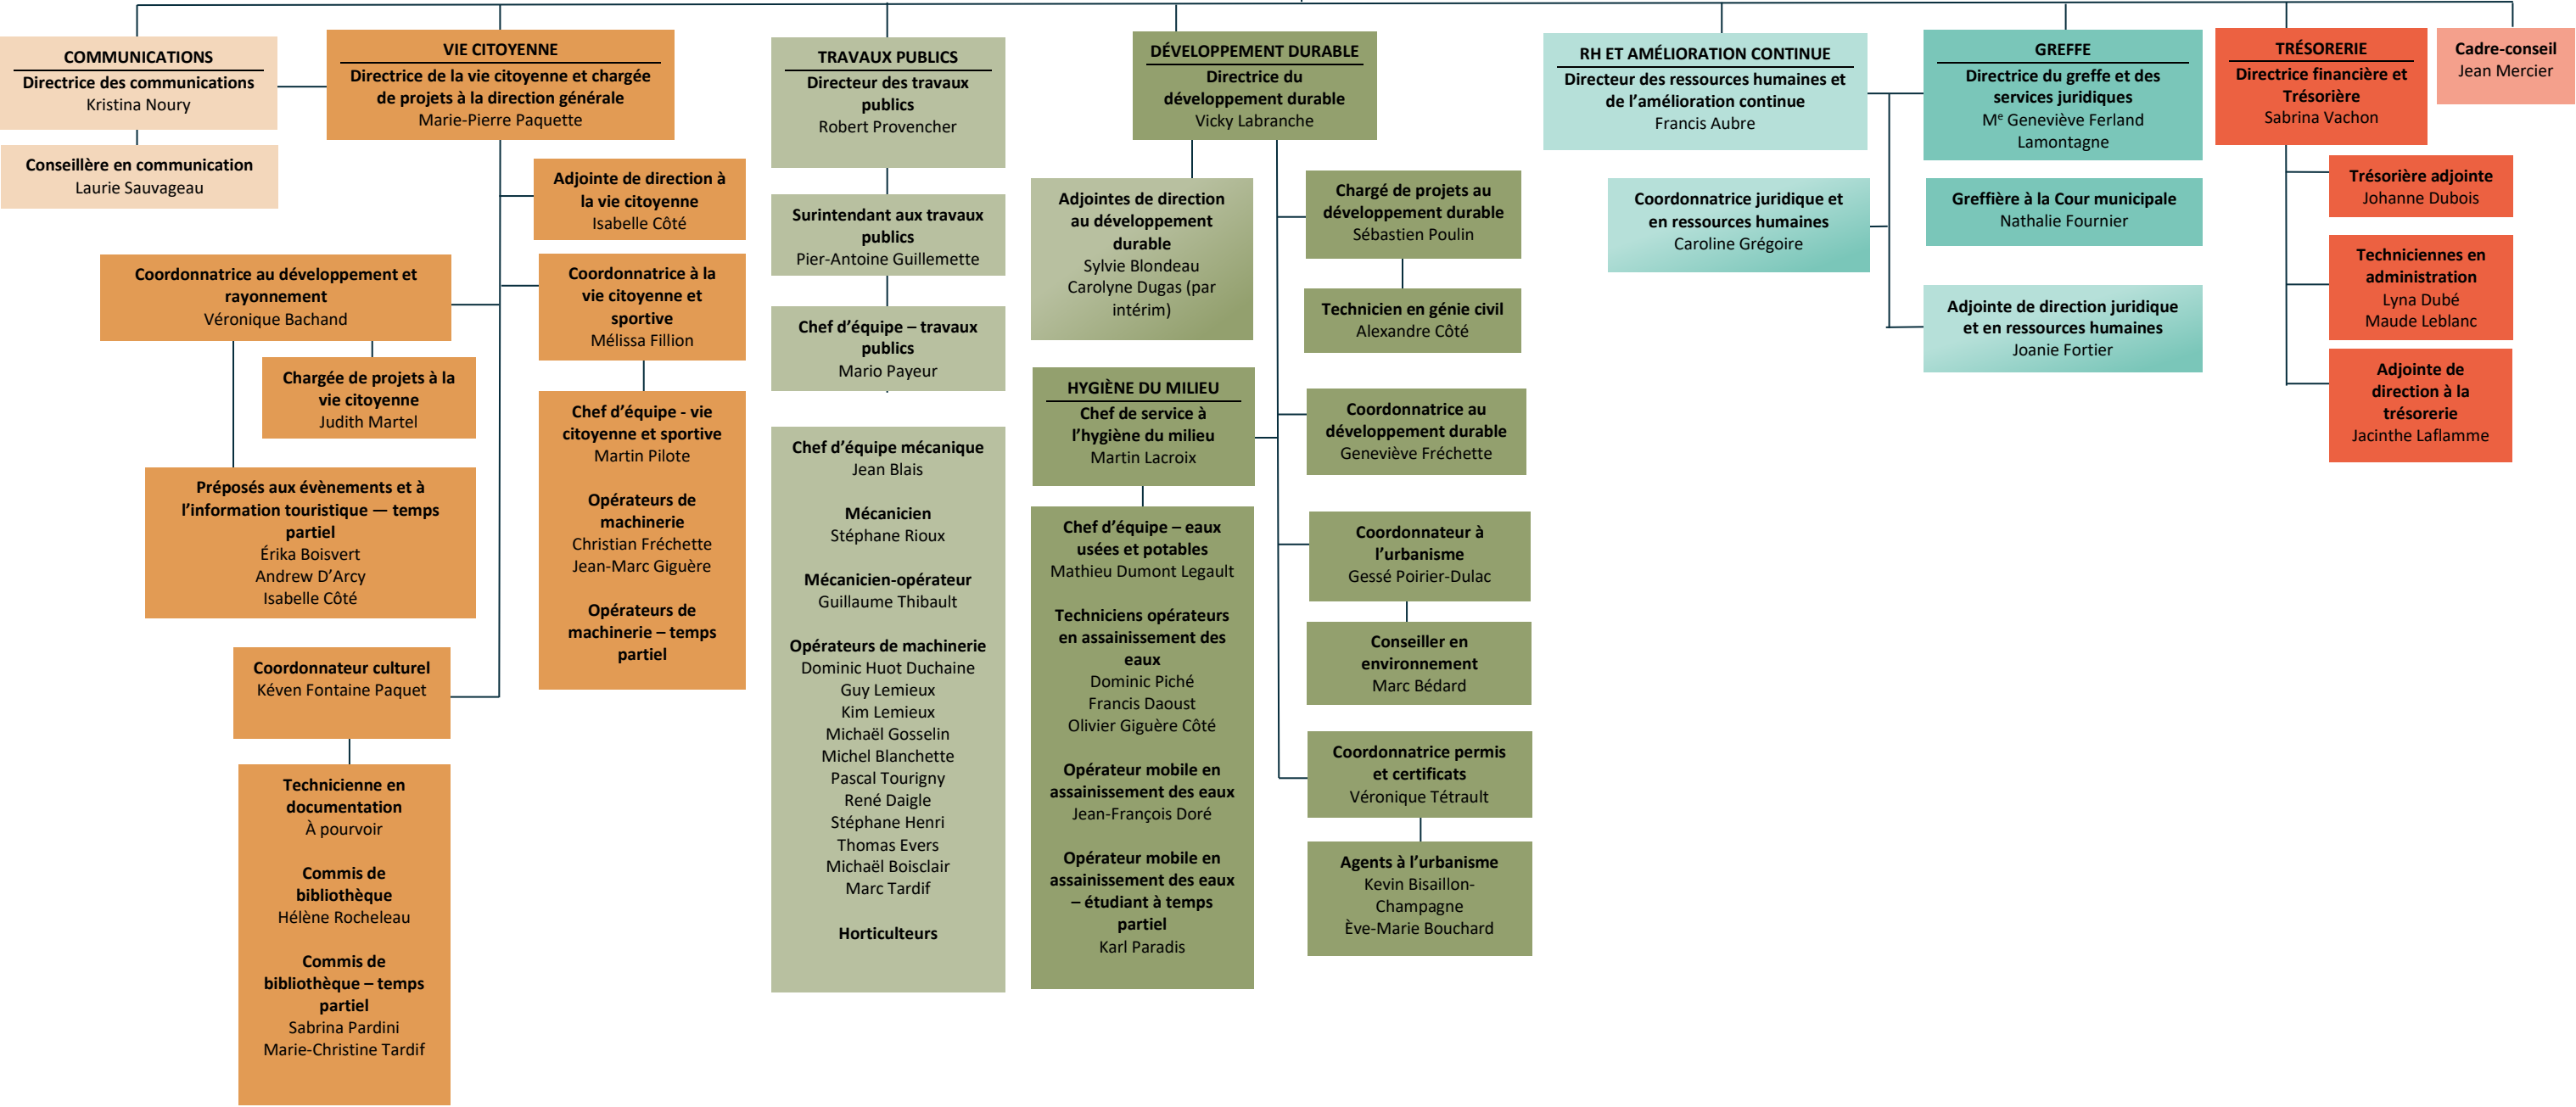 COMMUNICATIONS
Directrice des communications
Kristina Noury
Conseillère en communication
Laurie Sauvageau
VIE CITOYENNE
Directrice de la vie citoyenne et chargée
de projets à la direction générale
Marie-Pierre Paquette
Adjointe de direction à
la vie citoyenne
Isabelle Côté
Coordonnatrice au développement et
rayonnement
Véronique Bachand
Chargée de projets à la
vie citoyenne
Judith Martel
Préposés aux évènements et à
l’information touristique — temps
partiel
Érika Boisvert
Andrew D’Arcy
Isabelle Côté
Coordonnatrice à la
vie citoyenne et
sportive
Mélissa Fillion
Chef d’équipe - vie
citoyenne et sportive
Martin Pilote
Opérateurs de
machinerie
Christian Fréchette
Jean-Marc Giguère
Opérateurs de
machinerie – temps
partiel
Coordonnateur culturel
Kéven Fontaine Paquet
Technicienne en
documentation
À pourvoir
Commis de
bibliothèque
Hélène Rocheleau
Commis de
bibliothèque – temps
partiel
Sabrina Pardini
Marie-Christine Tardif
TRAVAUX PUBLICS
Directeur des travaux
publics
Robert Provencher
Surintendant aux travaux
publics
Pier-Antoine Guillemette
Chef d’équipe – travaux
publics
Mario Payeur
Chef d’équipe mécanique
Jean Blais
Mécanicien
Stéphane Rioux
Mécanicien-opérateur
Guillaume Thibault
Opérateurs de machinerie
Dominic Huot Duchaine
Guy Lemieux
Kim Lemieux
Michaël Gosselin
Michel Blanchette
Pascal Tourigny
René Daigle
Stéphane Henri
Thomas Evers
Michaël Boisclair
Marc Tardif
Horticulteurs
DÉVELOPPEMENT DURABLE
Directrice du
développement durable
Vicky Labranche
Adjointes de direction
au développement
durable
Sylvie Blondeau
Carolyne Dugas (par
intérim)
HYGIÈNE DU MILIEU
Chef de service à
l’hygiène du milieu
Martin Lacroix
Chef d’équipe – eaux
usées et potables
Mathieu Dumont Legault
Techniciens opérateurs
en assainissement des
eaux
Dominic Piché
Francis Daoust
Olivier Giguère Côté
Opérateur mobile en
assainissement des eaux
Jean-François Doré
Opérateur mobile en
assainissement des eaux
– étudiant à temps
partiel
Karl Paradis
Chargé de projets au
développement durable
Sébastien Poulin
Technicien en génie civil
Alexandre Côté
Coordonnatrice au
développement durable
Geneviève Fréchette
Coordonnateur à
l’urbanisme
Gessé Poirier-Dulac
Conseiller en
environnement
Marc Bédard
Coordonnatrice permis
et certificats
Véronique Tétrault
Agents à l’urbanisme
Kevin Bisaillon-
Champagne
Ève-Marie Bouchard
RH ET AMÉLIORATION CONTINUE
Directeur des ressources humaines et
de l’amélioration continue
Francis Aubre
Coordonnatrice juridique et
en ressources humaines
Caroline Grégoire
GREFFE
Directrice du greffe et des
services juridiques
Me Geneviève Ferland
Lamontagne
Greffière à la Cour municipale
Nathalie Fournier
Adjointe de direction juridique
et en ressources humaines
Joanie Fortier
TRÉSORERIE
Directrice financière et
Trésorière
Sabrina Vachon
Trésorière adjointe
Johanne Dubois
Techniciennes en
administration
Lyna Dubé
Maude Leblanc
Adjointe de
direction à la
trésorerie
Jacinthe Laflamme
Cadre-conseil
Jean Mercier